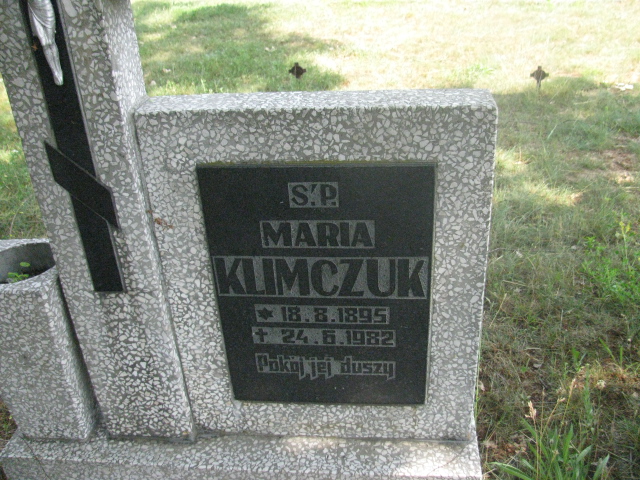 Ś.P.
MARIA
KLIMCZUK
* 18.8.1895
✝ 24.6.1982
Pokój jej duszy